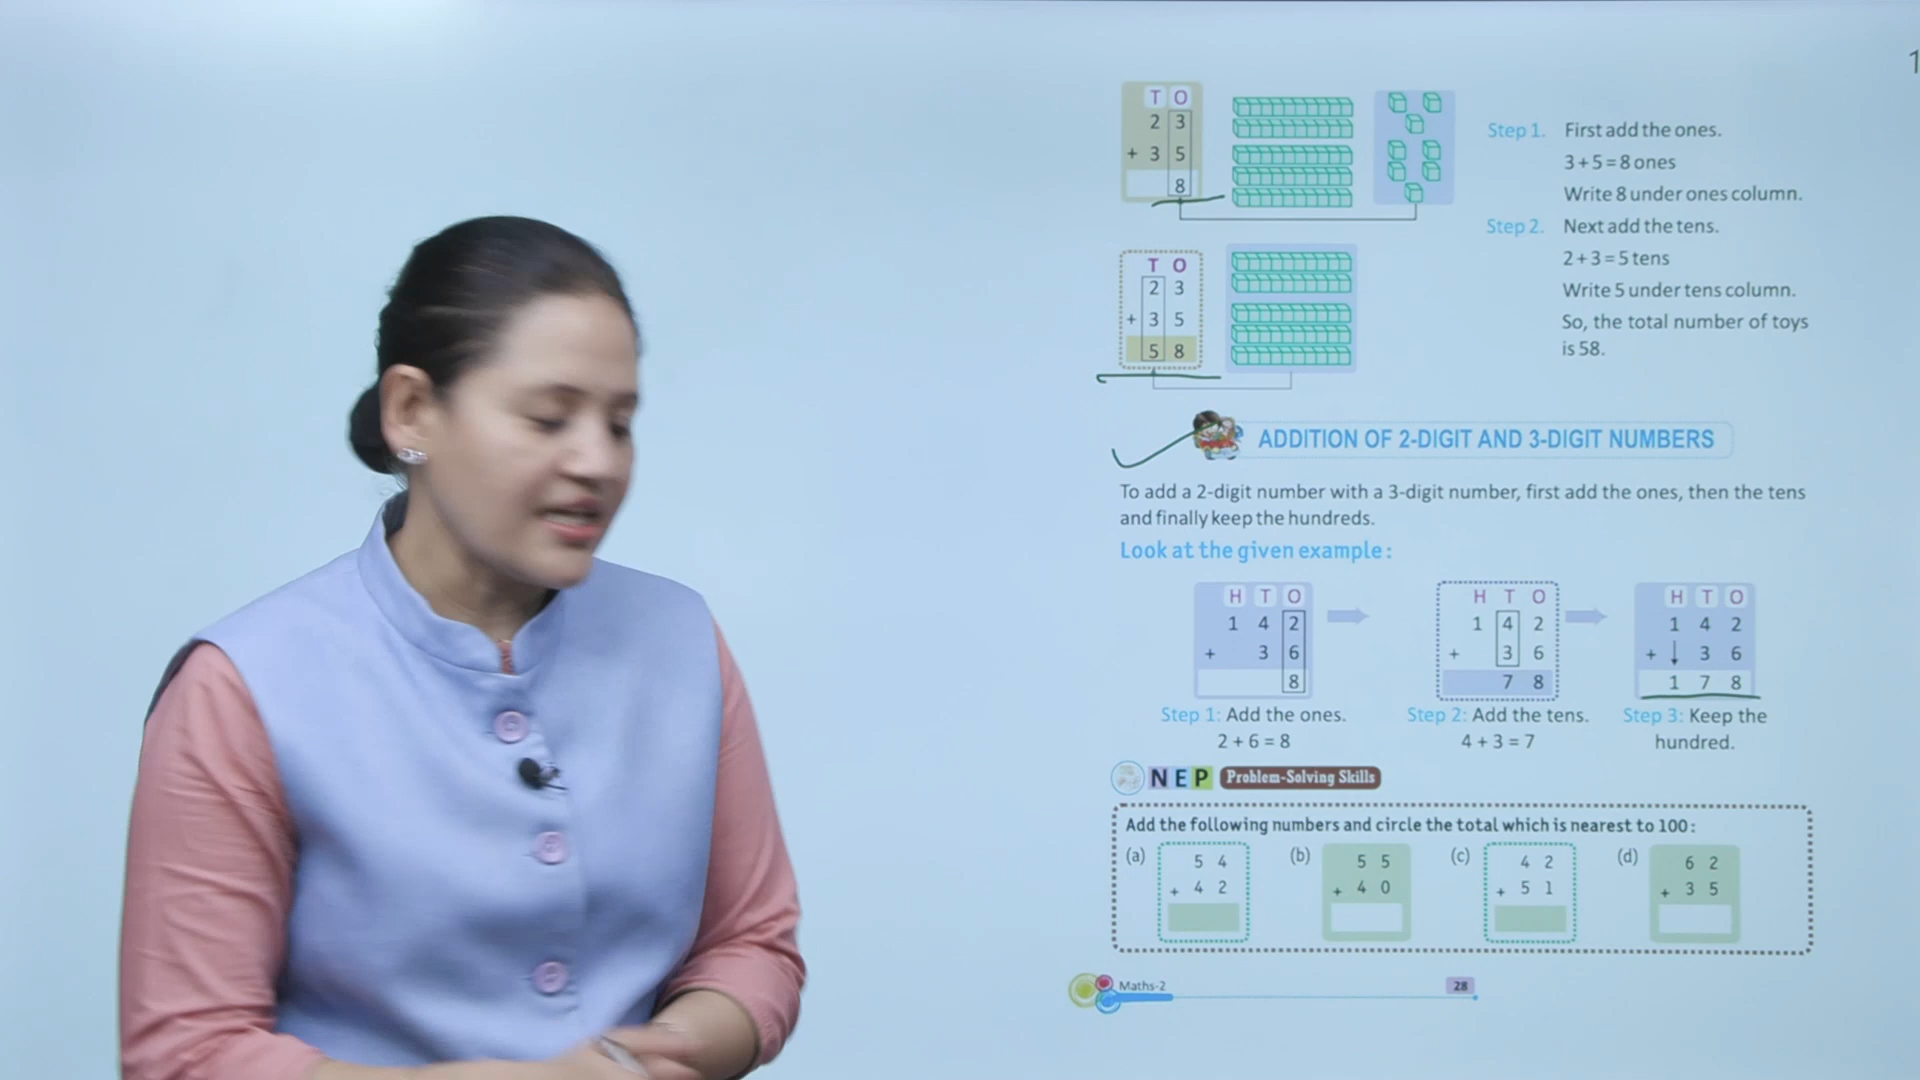 1
T O
2 3
+ 3 5
8
Step 1. First add the ones.
3 + 5 = 8 ones
Write 8 under ones column.
Step 2. Next add the tens.
2 + 3 = 5 tens
Write 5 under tens column.
So, the total number of toys
is 58.
T O
2 3
+ 3 5
5 8
ADDITION OF 2-DIGIT AND 3-DIGIT NUMBERS
To add a 2-digit number with a 3-digit number, first add the ones, then the tens
and finally keep the hundreds.
Look at the given example:
H T O
1 4 2
+ 3 6
8
Step 1: Add the ones.
2 + 6 = 8
H T O
1 4 2
+ 3 6
7 8
Step 2: Add the tens.
4 + 3 = 7
H T O
1 4 2
+ ↓ 3 6
1 7 8
Step 3: Keep the
hundred.
NEP Problem-Solving Skills
Add the following numbers and circle the total which is nearest to 100:
(a) 5 4
+ 4 2
(b) 5 5
+ 4 0
(c) 4 2
+ 5 1
(d) 6 2
+ 3 5
Maths-2 28